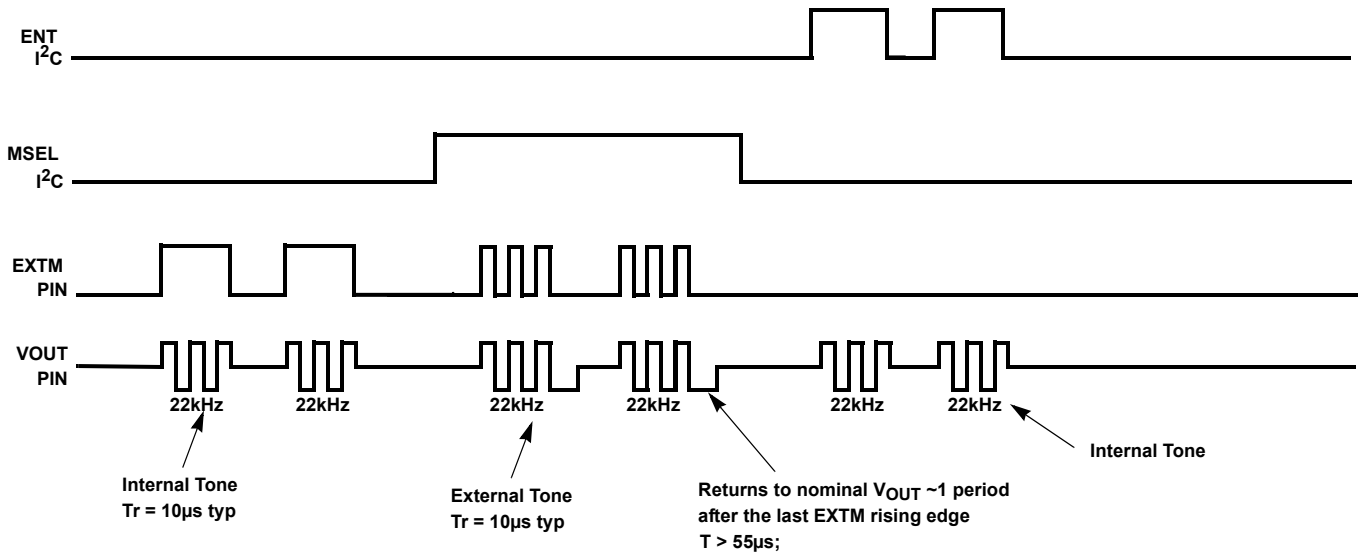 ENT
I²C
MSEL
I²C
EXTM
PIN
VOUT
PIN
22kHz 22kHz 22kHz 22kHz 22kHz 22kHz
Internal Tone
Tr = 10µs typ
External Tone
Tr = 10µs typ
Returns to nominal VOUT ~1 period
after the last EXTM rising edge
T > 55µs;
Internal Tone